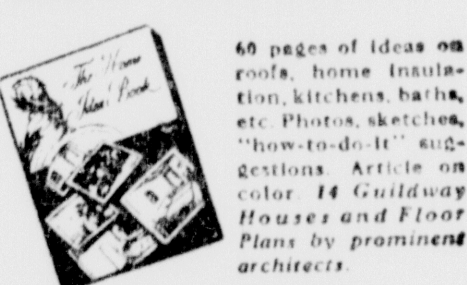 The Home
Idea Book
60 pages of ideas on
roofs, home insula-
tion, kitchens, baths,
etc. Photos, sketches,
"how-to-do-it" sug-
gestions. Article on
color. 14 Guildway
Houses and Floor
Plans by prominent
architects.